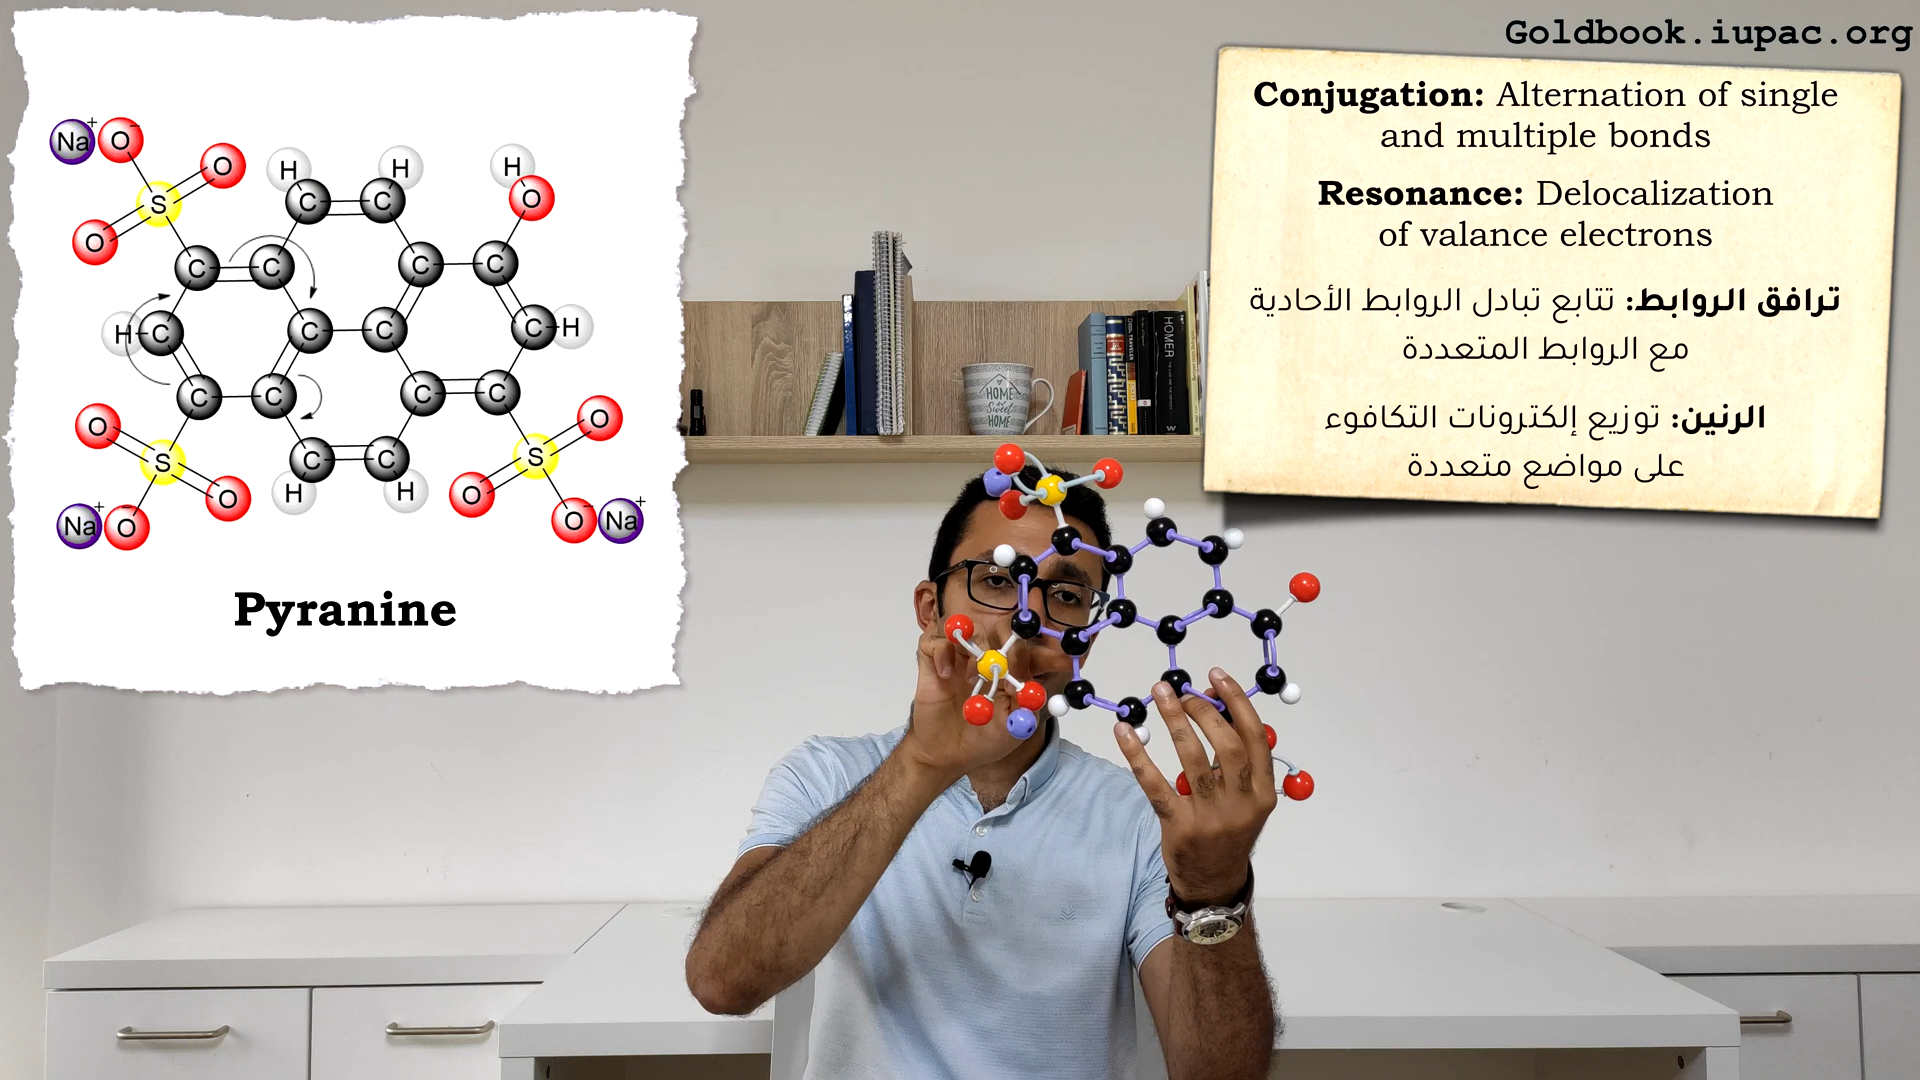 Goldbook.iupac.org
Conjugation: Alternation of single
and multiple bonds
Resonance: Delocalization
of valance electrons
ترافق الروابط: تتابع تبادل الروابط الأحادية
مع الروابط المتعددة
الرنين: توزيع إلكترونات التكافوء
على مواضع متعددة
Na+ O- O H H H
S C C O
O C C C C
H C C C C H
O C C C C O
S C C S
Na+ O- O H H O O- Na+
Pyranine
HOME
Sweet
HOME
HOMER